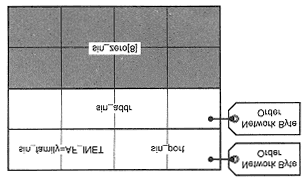 sin_zero[8]
sin_addr
Network Byte
Order
sin_family=AF_INET
sin_port
Network Byte
Order